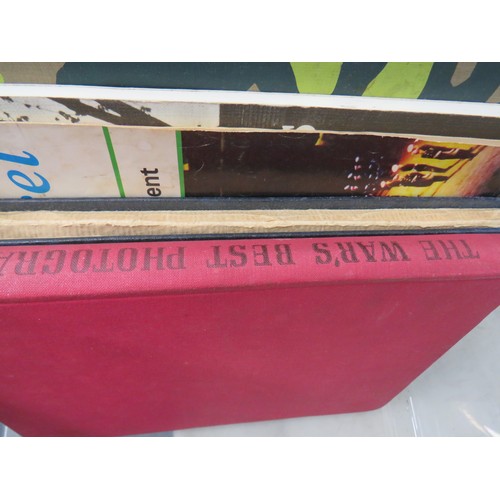 THE WAR'S BEST PHOTOGRA
ent